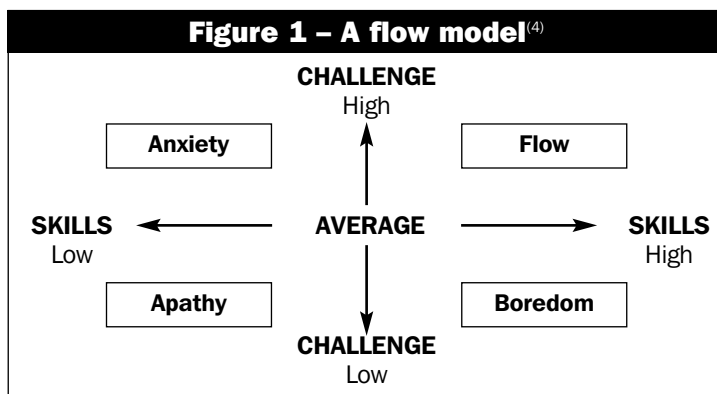 Figure 1 – A flow model(4)
CHALLENGE
High
Anxiety
Flow
SKILLS
Low
AVERAGE
SKILLS
High
Apathy
Boredom
CHALLENGE
Low